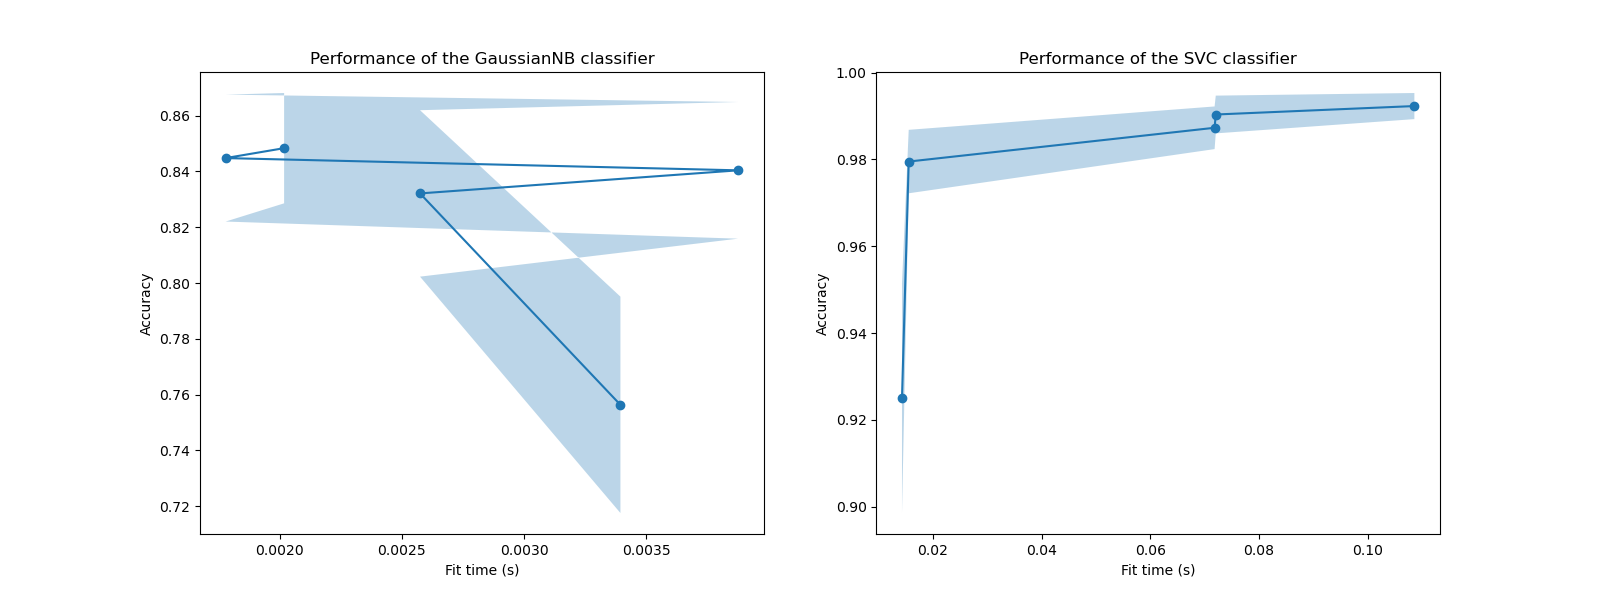 Performance of the GaussianNB classifier
0.86
0.84
0.82
0.80
0.78
0.76
0.74
0.72
Accuracy
0.0020 0.0025 0.0030 0.0035
Fit time (s)
Performance of the SVC classifier
1.00
0.98
0.96
0.94
0.92
0.90
Accuracy
0.02 0.04 0.06 0.08 0.10
Fit time (s)